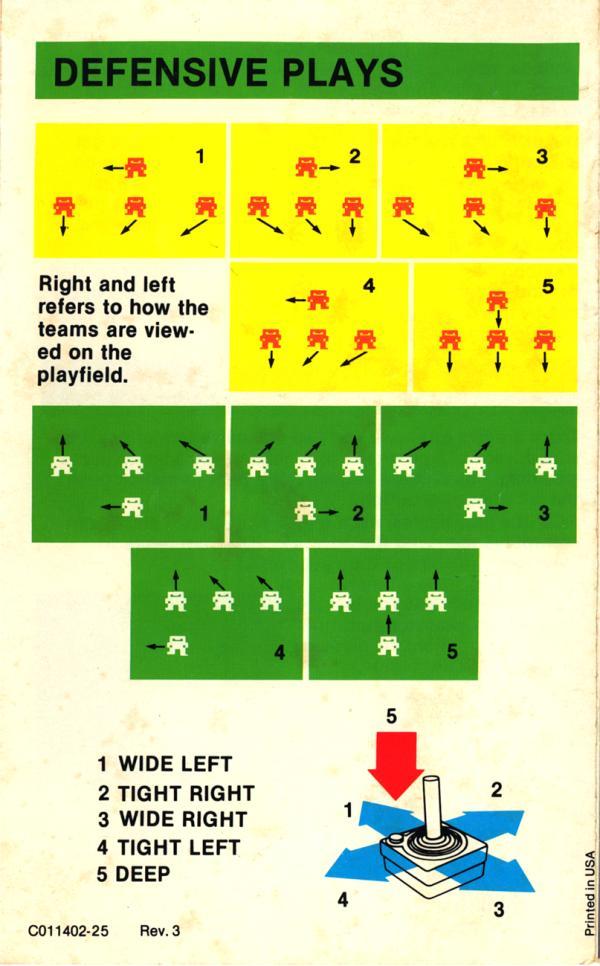 DEFENSIVE PLAYS
1
2
3
Right and left
refers to how the
teams are view-
ed on the
playfield.
4
5
1
2
3
4
5
1 WIDE LEFT
2 TIGHT RIGHT
3 WIDE RIGHT
4 TIGHT LEFT
5 DEEP
5
1
2
4
3
C011402-25 Rev. 3
Printed in USA